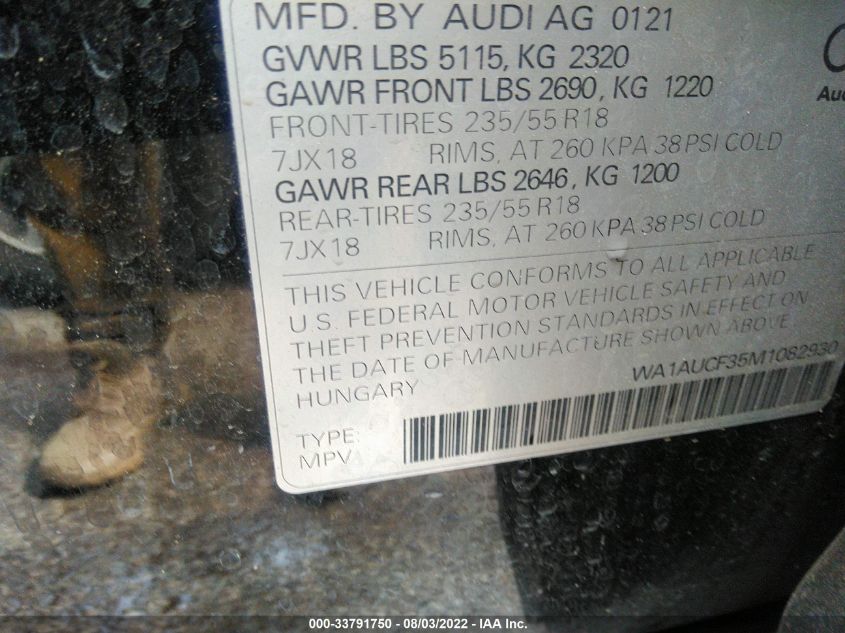 MFD. BY AUDI AG 0121
GVWR LBS 5115, KG 2320
GAWR FRONT LBS 2690, KG 1220
FRONT-TIRES 235/55 R18
7JX18 RIMS, AT 260 KPA 38 PSI COLD
GAWR REAR LBS 2646, KG 1200
REAR-TIRES 235/55 R18
7JX18 RIMS, AT 260 KPA 38 PSI COLD
THIS VEHICLE CONFORMS TO ALL APPLICABLE
U.S. FEDERAL MOTOR VEHICLE SAFETY AND
THEFT PREVENTION STANDARDS IN EFFECT ON
THE DATE OF MANUFACTURE SHOWN ABOVE.
HUNGARY WA1AUCF35M1082930
TYPE:
MPV
000-33791750 - 08/03/2022 - IAA Inc.